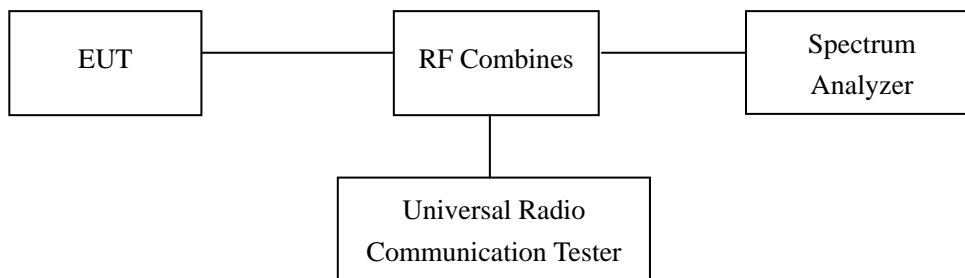 EUT
RF Combines
Spectrum
Analyzer
Universal Radio
Communication Tester